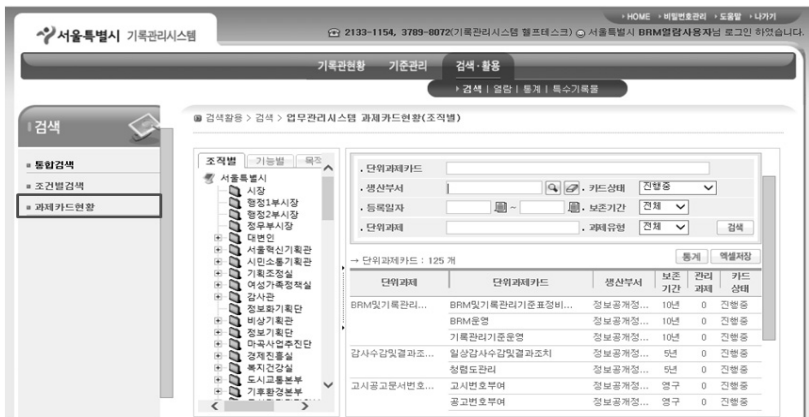 HOME 비밀번호관리 도움말 나가기
서울특별시 기록관리시스템
2133-1154, 3789-8072(기록관리시스템 헬프데스크) 서울특별시 BRM열람사용자님 로그인 하였습니다.
기록관현황 기준관리 검색·활용
검색 | 열람 | 통계 | 특수기록물
검색
통합검색
조건별검색
과제카드현황
검색활용 > 검색 > 업무관리시스템 과제카드현황(조직별)
조직별 기능별 목적
서울특별시
시장
행정1부시장
행정2부시장
정무부시장
대변인
서울혁신기획관
시민소통기획관
기획조정실
여성가족정책실
감사관
정보화기획단
비상기획관
정보기획단
마곡사업추진단
경제진흥실
복지건강실
도시교통본부
기후환경본부
단위과제카드
생산부서 카드상태 진행중
등록일자 ~ 보존기간 전체
단위과제 과제유형 전체 검색
→ 단위과제카드 : 125 개 통계 엑셀저장
단위과제 단위과제카드 생산부서 보존기간 관리과제 카드상태
BRM및기록관리... BRM및기록관리기준표정비... 정보공개정... 10년 0 진행중
BRM운영 정보공개정... 10년 0 진행중
기록관리기준운영 정보공개정... 10년 0 진행중
감사수감및결과조... 일상감사수감및결과조치 정보공개정... 5년 0 진행중
청렴도관리 정보공개정... 5년 0 진행중
고시공고문서번호... 고시번호부여 정보공개정... 영구 0 진행중
공고번호부여 정보공개정... 영구 0 진행중